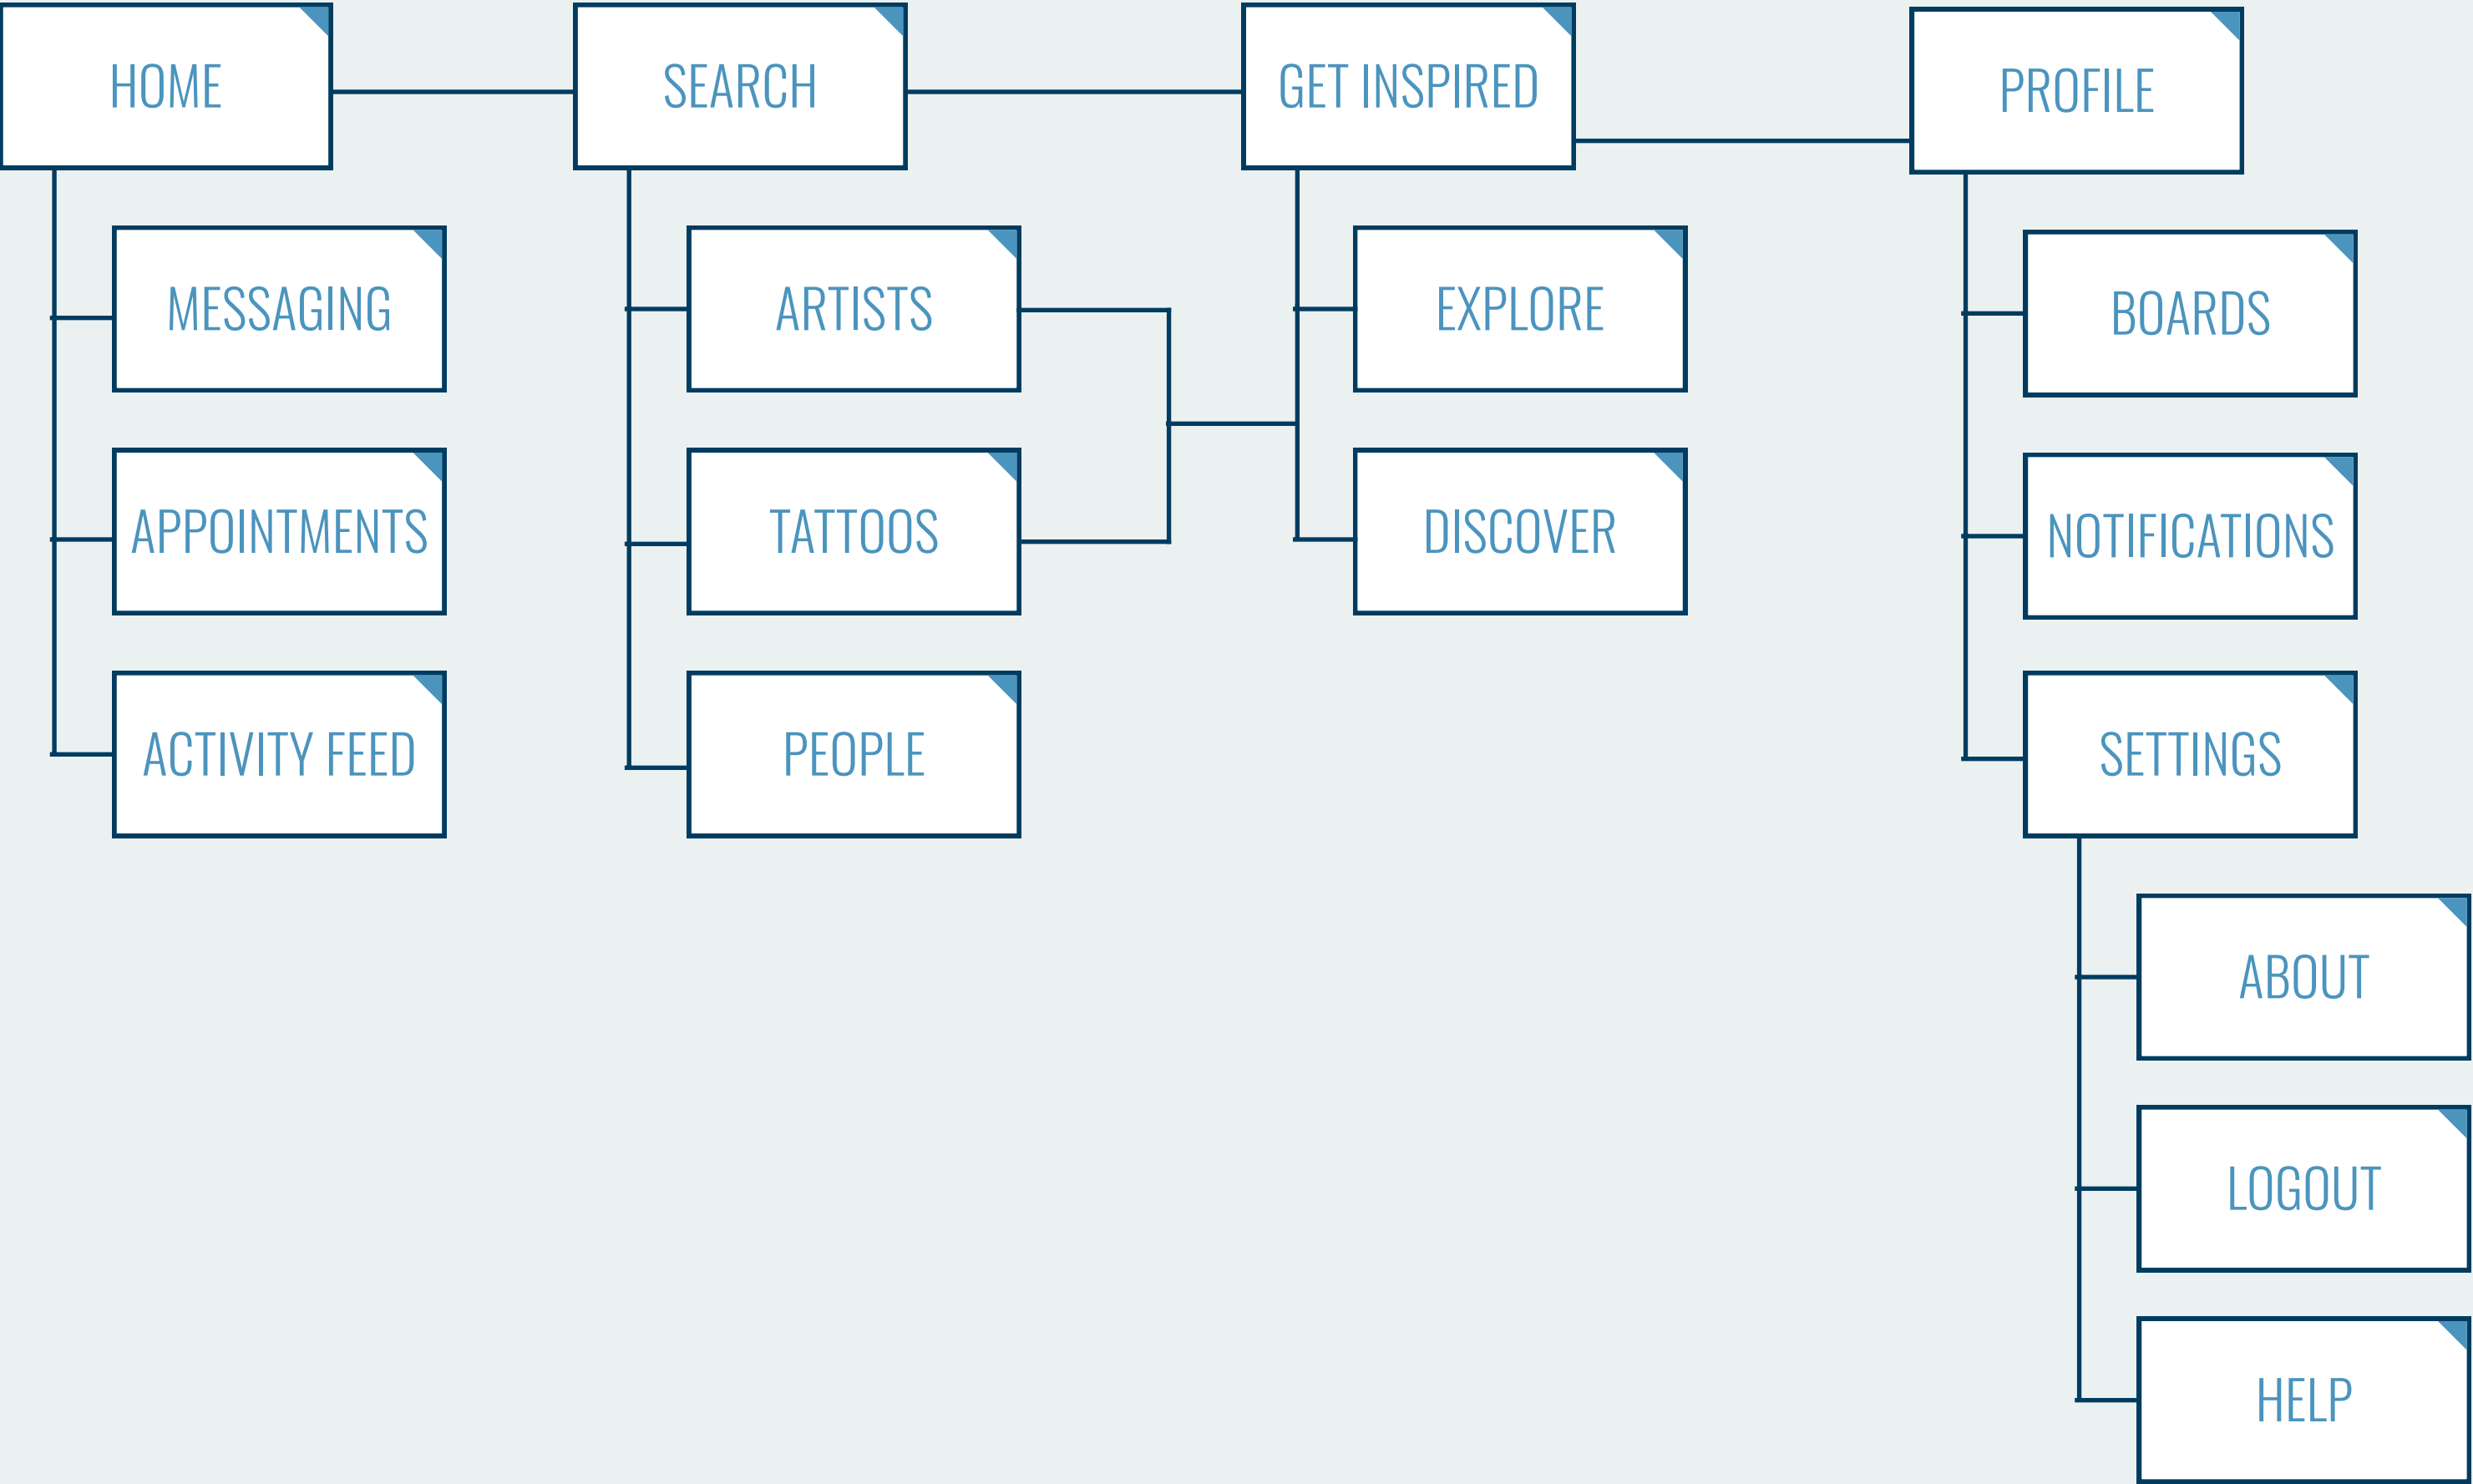 HOME
SEARCH
GET INSPIRED
PROFILE
MESSAGING
ARTISTS
EXPLORE
BOARDS
APPOINTMENTS
TATTOOS
DISCOVER
NOTIFICATIONS
ACTIVITY FEED
PEOPLE
SETTINGS
ABOUT
LOGOUT
HELP